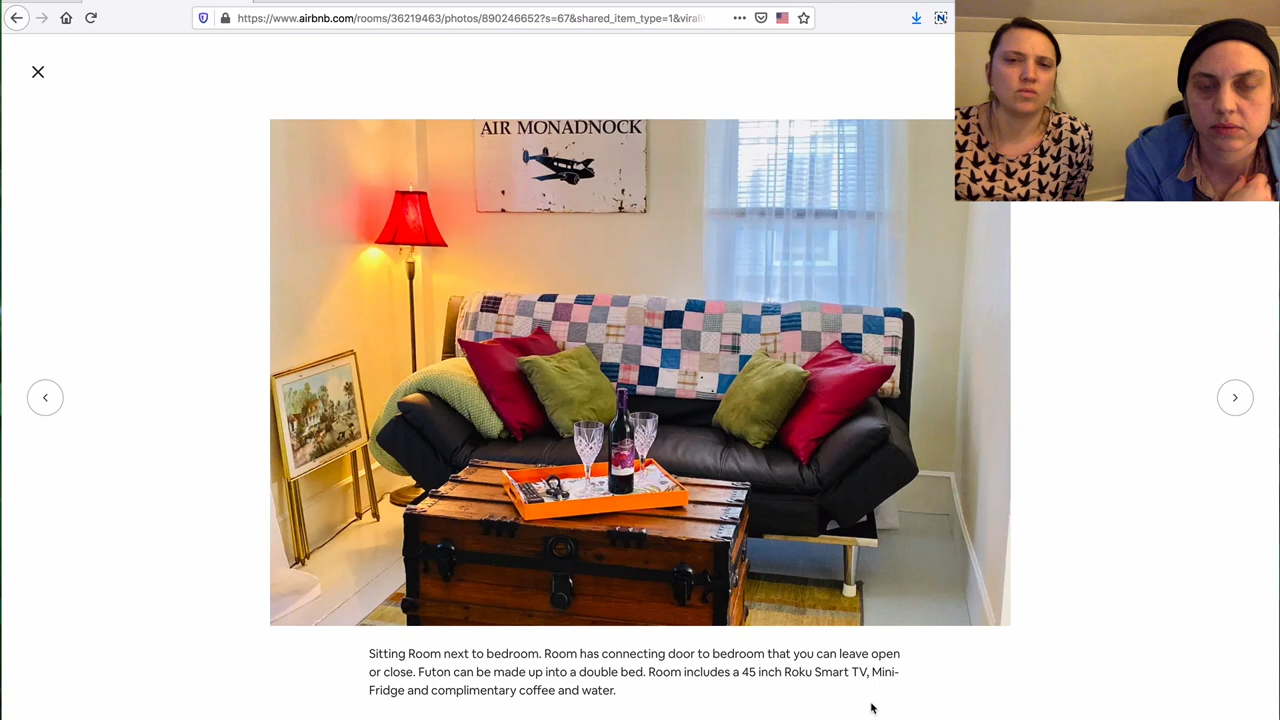 https://www.airbnb.com/rooms/36219463/photos/890246652?s=67&shared_item_type=1&virali
AIR MONADNOCK
Sitting Room next to bedroom. Room has connecting door to bedroom that you can leave open
or close. Futon can be made up into a double bed. Room includes a 45 inch Roku Smart TV, Mini-
Fridge and complimentary coffee and water.